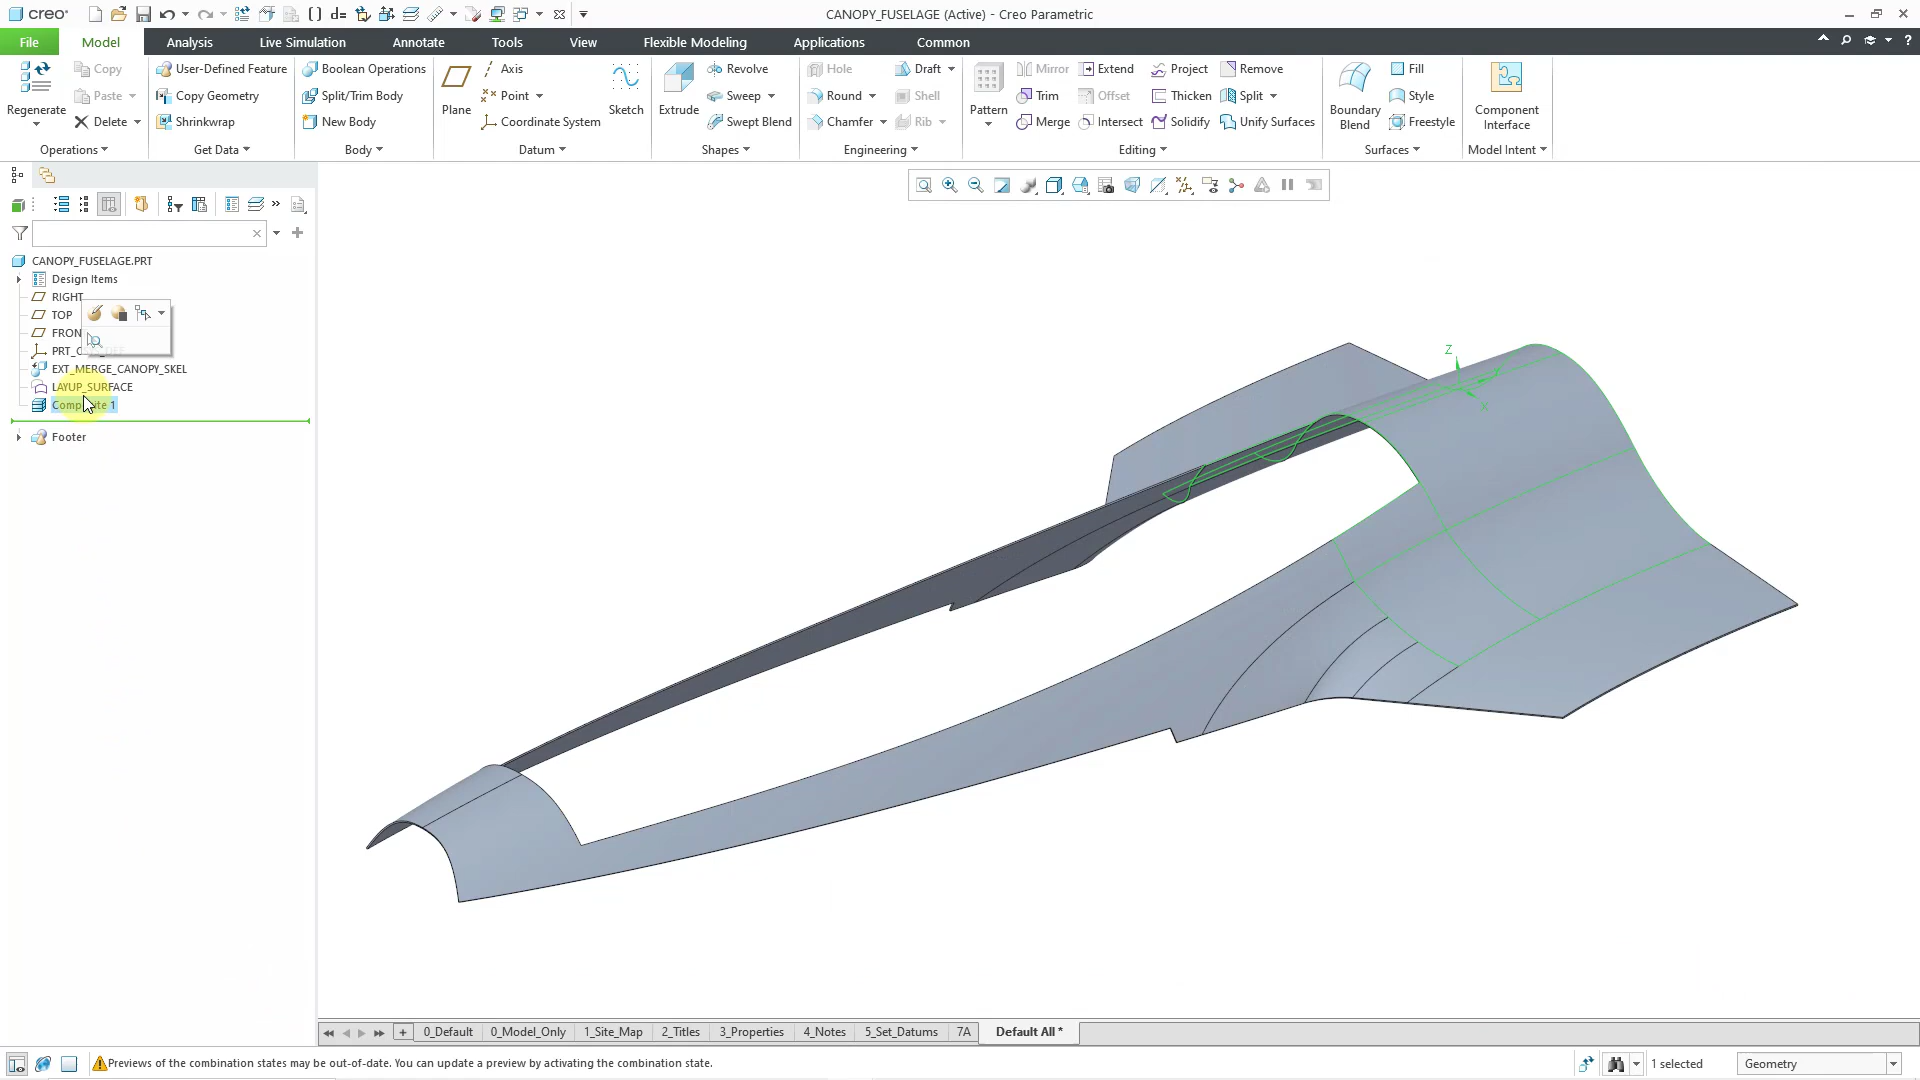 creo
CANOPY_FUSELAGE (Active) - Creo Parametric
File Model Analysis Live Simulation Annotate Tools View Flexible Modeling Applications Common
Regenerate
Copy
Paste
Delete
Operations
User-Defined Feature
Copy Geometry
Shrinkwrap
Get Data
Boolean Operations
Split/Trim Body
New Body
Body
Plane
Axis
Point
Coordinate System
Sketch
Datum
Extrude
Revolve
Sweep
Swept Blend
Shapes
Hole
Round
Chamfer
Draft
Shell
Rib
Engineering
Pattern
Mirror
Trim
Merge
Extend
Offset
Intersect
Project
Thicken
Solidify
Remove
Split
Unify Surfaces
Editing
Boundary
Blend
Fill
Style
Freestyle
Surfaces
Component
Interface
Model Intent
CANOPY_FUSELAGE.PRT
Design Items
RIGHT
TOP
FRON
EXT_MERGE_CANOPY_SKEL
LAYUP_SURFACE
Footer
Z
X
0_Default 0_Model_Only 1_Site_Map 2_Titles 3_Properties 4_Notes 5_Set_Datums 7A Default All *
Previews of the combination states may be out-of-date. You can update a preview by activating the combination state.
1 selected
Geometry